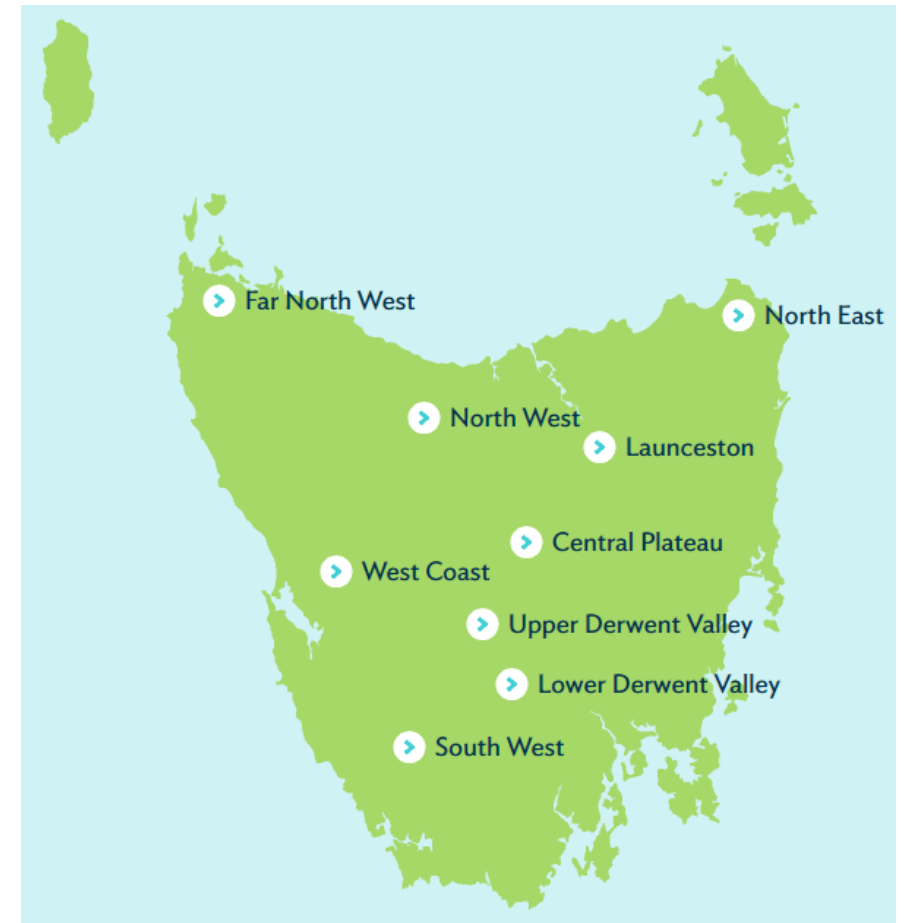 Far North West
North East
North West
Launceston
Central Plateau
West Coast
Upper Derwent Valley
Lower Derwent Valley
South West